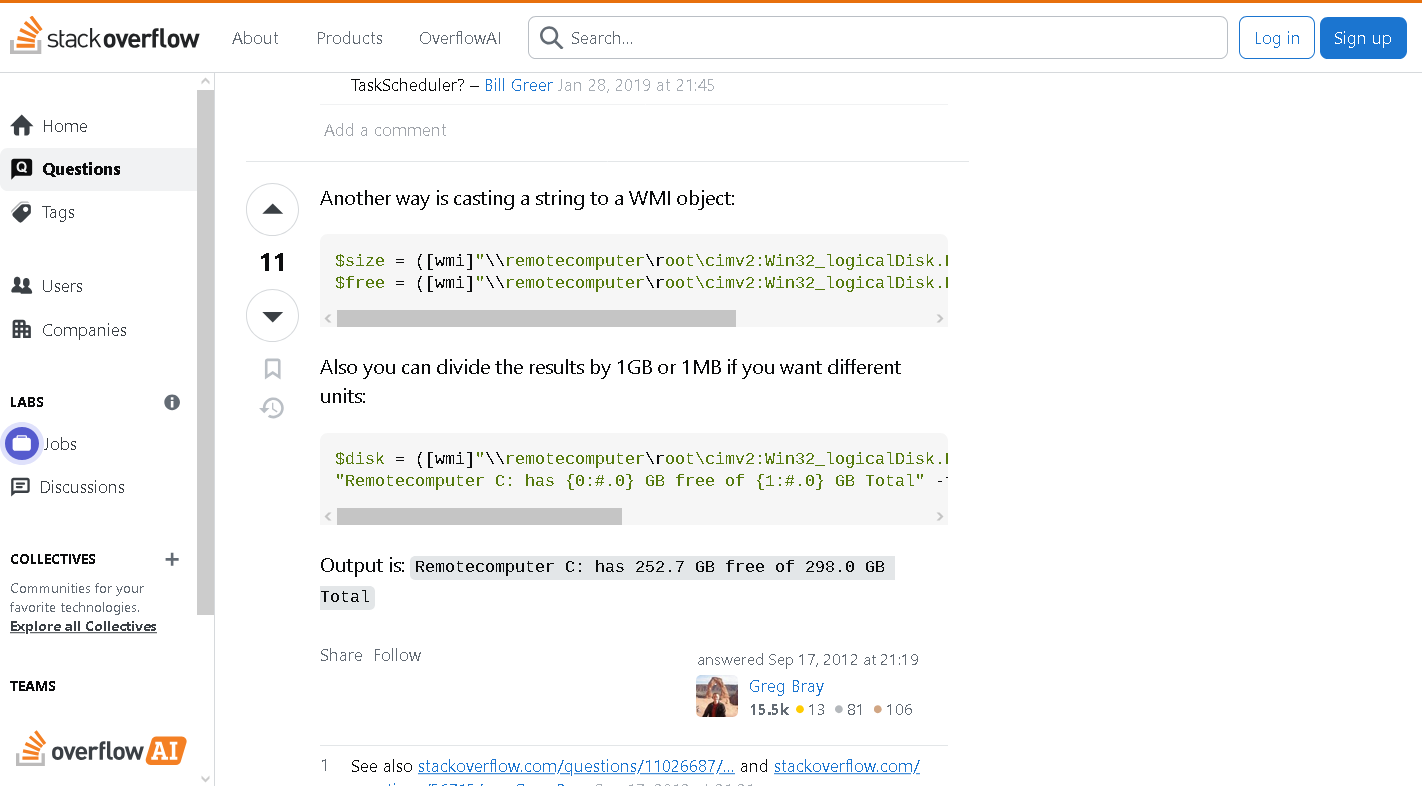 stackoverflow
About
Products
OverflowAI
Search...
Log in
Sign up
Home
Questions
Tags
Users
Companies
LABS
Jobs
Discussions
COLLECTIVES
Communities for your
favorite technologies.
Explore all Collectives
TEAMS
overflow AI
TaskScheduler? – Bill Greer Jan 28, 2019 at 21:45
Add a comment
11
Another way is casting a string to a WMI object:
$size = ([wmi]"\\remotecomputer\root\cimv2:Win32_logicalDisk.
$free = ([wmi]"\\remotecomputer\root\cimv2:Win32_logicalDisk.
Also you can divide the results by 1GB or 1MB if you want different
units:
$disk = ([wmi]"\\remotecomputer\root\cimv2:Win32_logicalDisk.
"Remotecomputer C: has {0:#.0} GB free of {1:#.0} GB Total" -
Output is: Remotecomputer C: has 252.7 GB free of 298.0 GB
Total
Share Follow
answered Sep 17, 2012 at 21:19
Greg Bray
15.5k 13 81 106
1 See also stackoverflow.com/questions/11026687/... and stackoverflow.com/